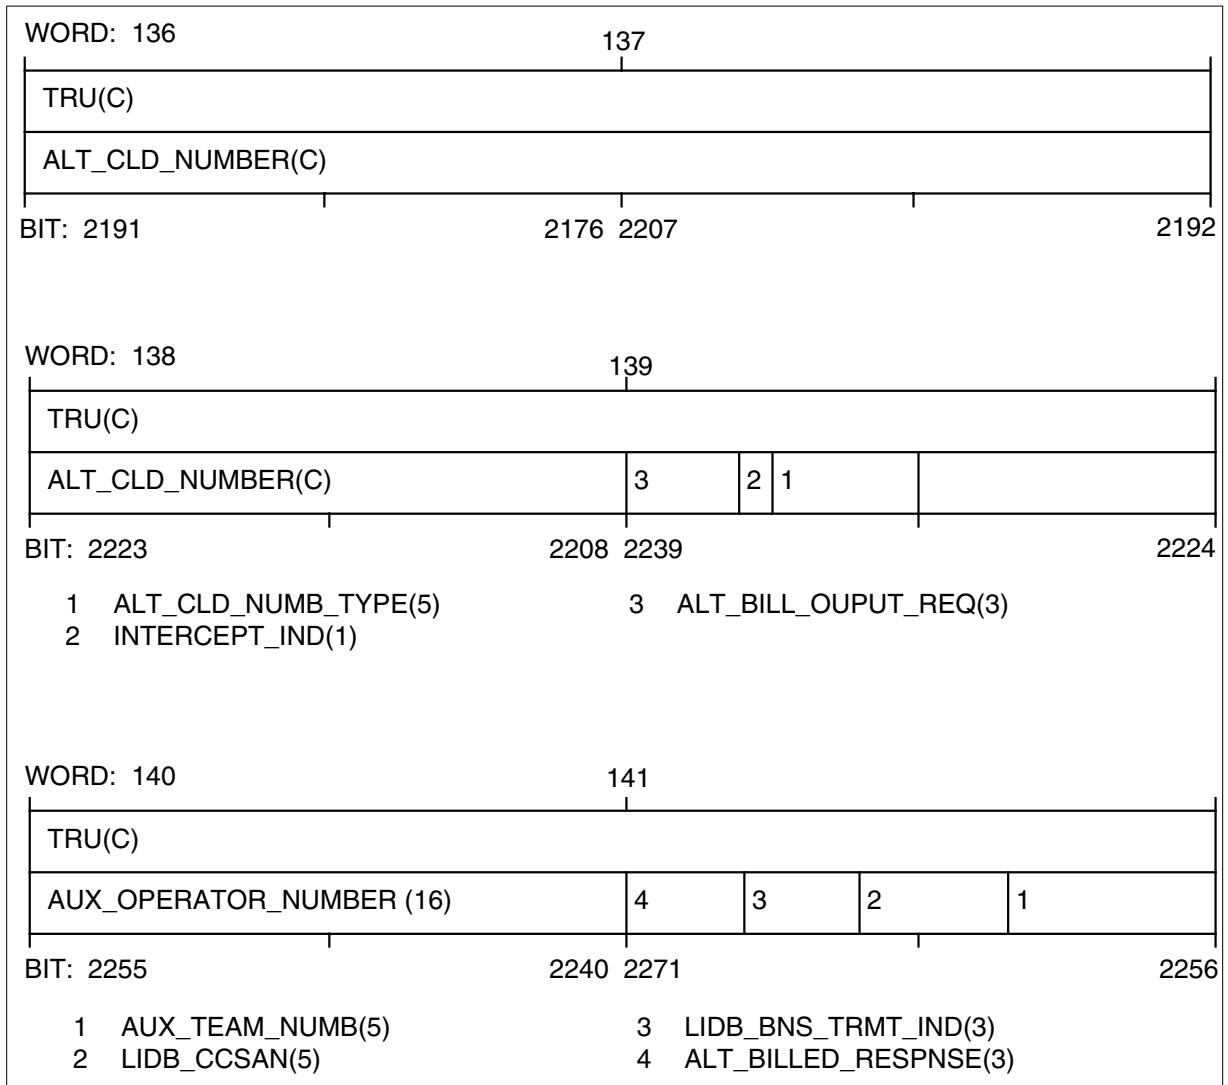 WORD: 136 137
TRU(C)
ALT_CLD_NUMBER(C)
BIT: 2191 2176 2207 2192
WORD: 138 139
TRU(C)
ALT_CLD_NUMBER(C) 3 2 1
BIT: 2223 2208 2239 2224
1 ALT_CLD_NUMB_TYPE(5) 3 ALT_BILL_OUPUT_REQ(3)
2 INTERCEPT_IND(1)
WORD: 140 141
TRU(C)
AUX_OPERATOR_NUMBER (16) 4 3 2 1
BIT: 2255 2240 2271 2256
1 AUX_TEAM_NUMB(5) 3 LIDB_BNS_TRMT_IND(3)
2 LIDB_CCSAN(5) 4 ALT_BILLED_RESPNSE(3)